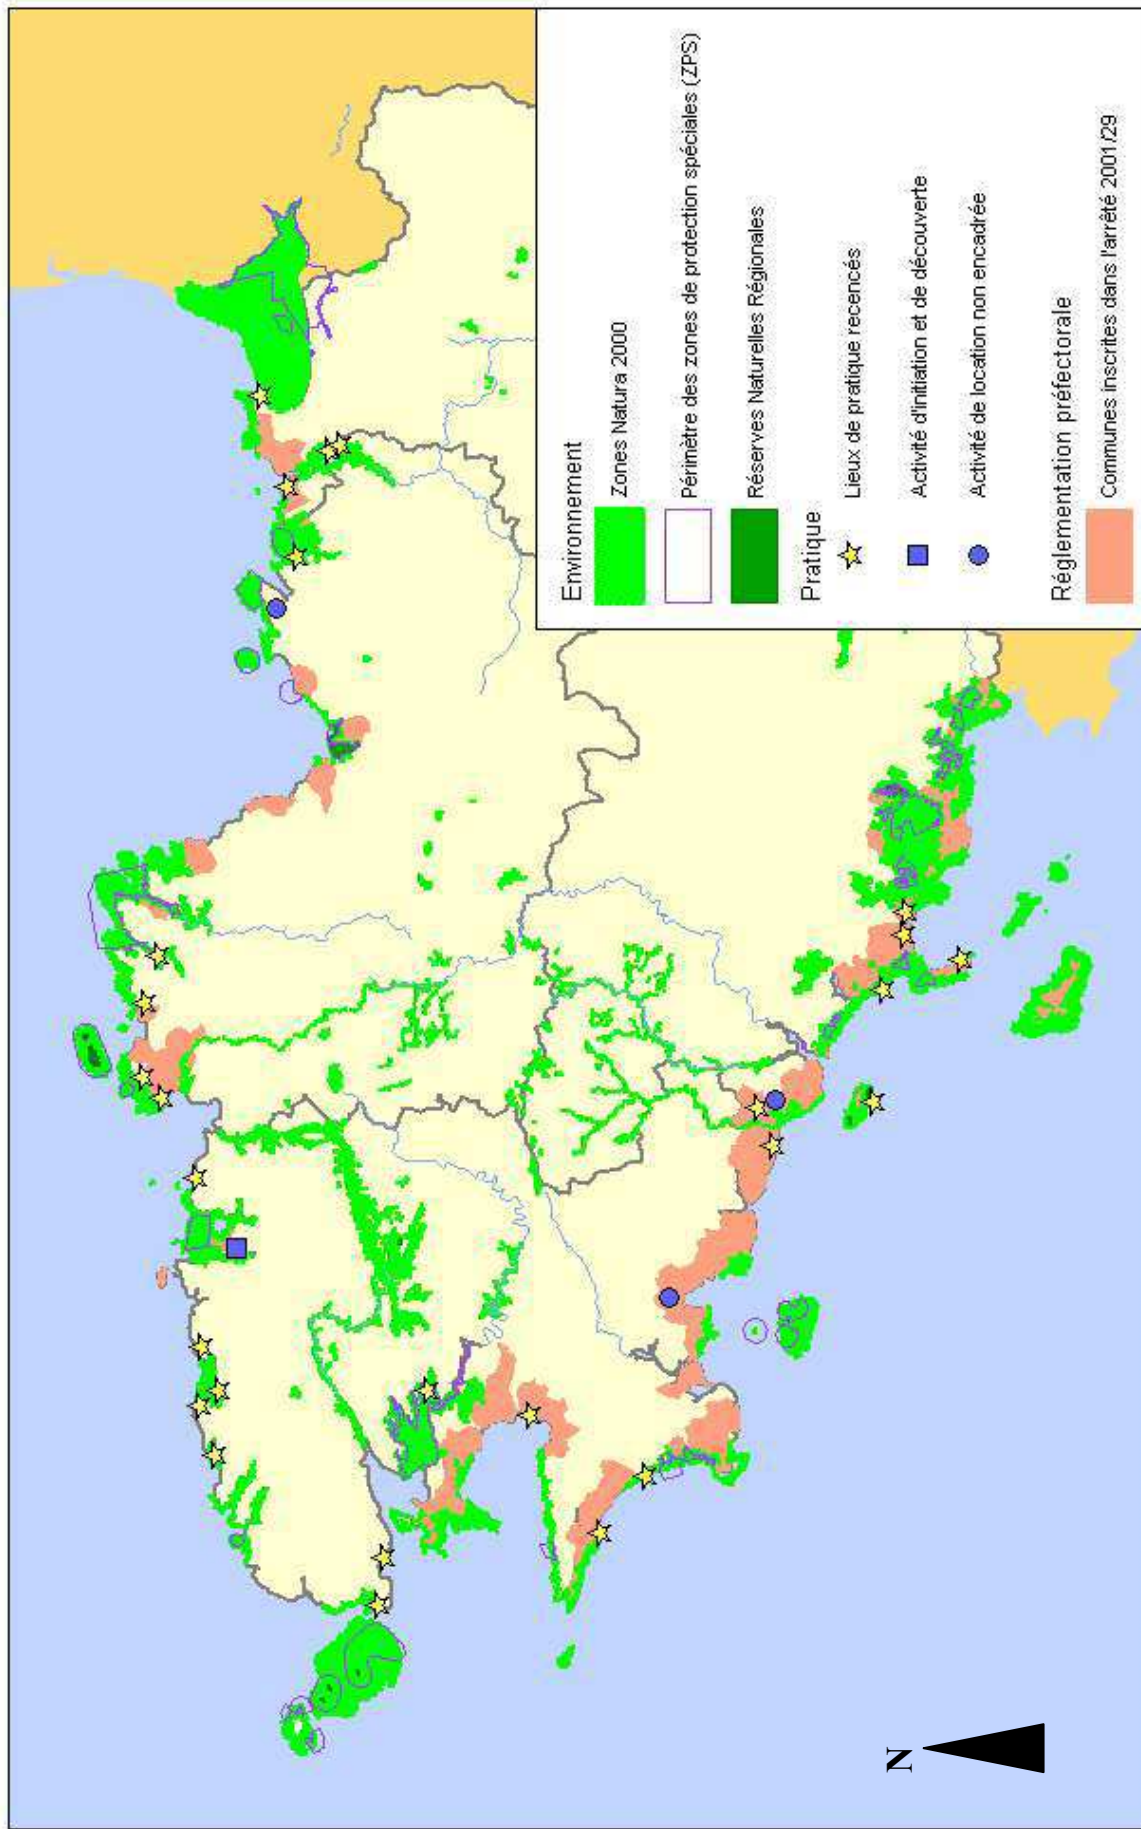 Environnement
Zones Natura 2000
Périmètre des zones de protection spéciales (ZPS)
Réserves Naturelles Régionales
Pratique
Lieux de pratique recencés
Activité d'initiation et de découverte
Activité de location non encadrée
Réglementation préfectorale
Communes inscrites dans l'arrété 2001/29
N